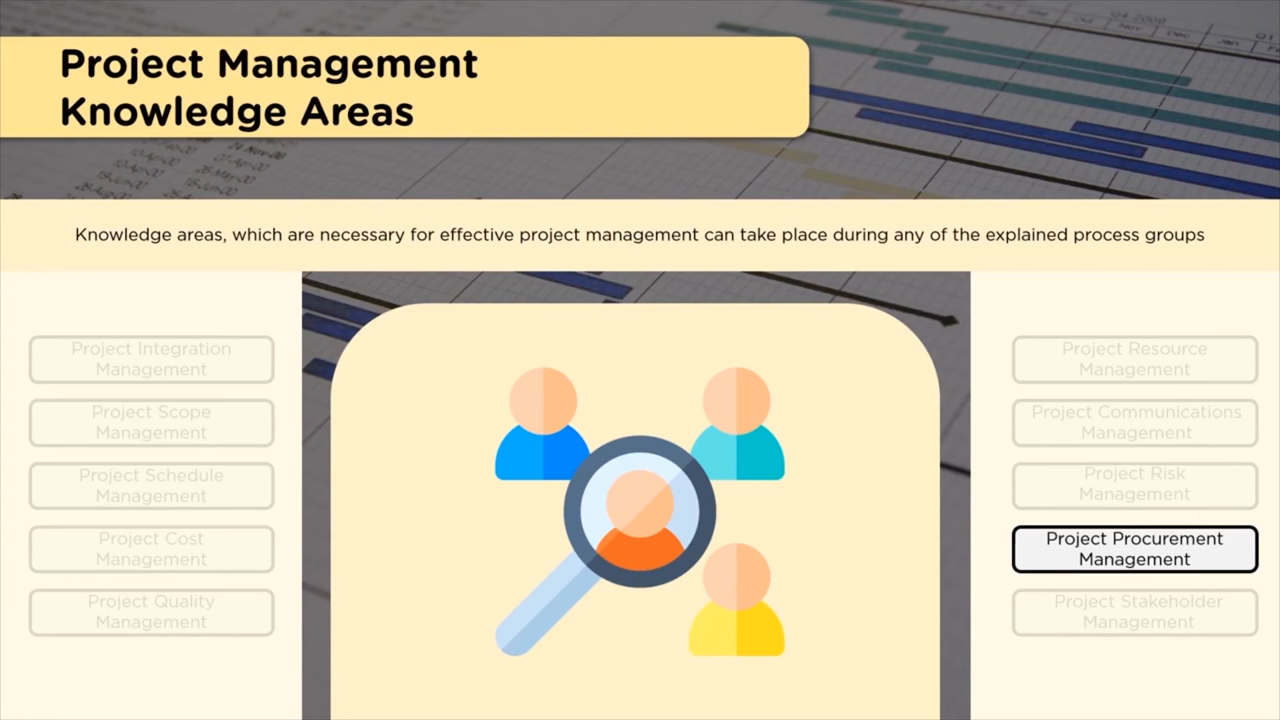 Project Management
Knowledge Areas
Knowledge areas, which are necessary for effective project management can take place during any of the explained process groups
Project Integration
Management
Project Scope
Management
Project Schedule
Management
Project Cost
Management
Project Quality
Management
Project Resource
Management
Project Communications
Management
Project Risk
Management
Project Procurement
Management
Project Stakeholder
Management